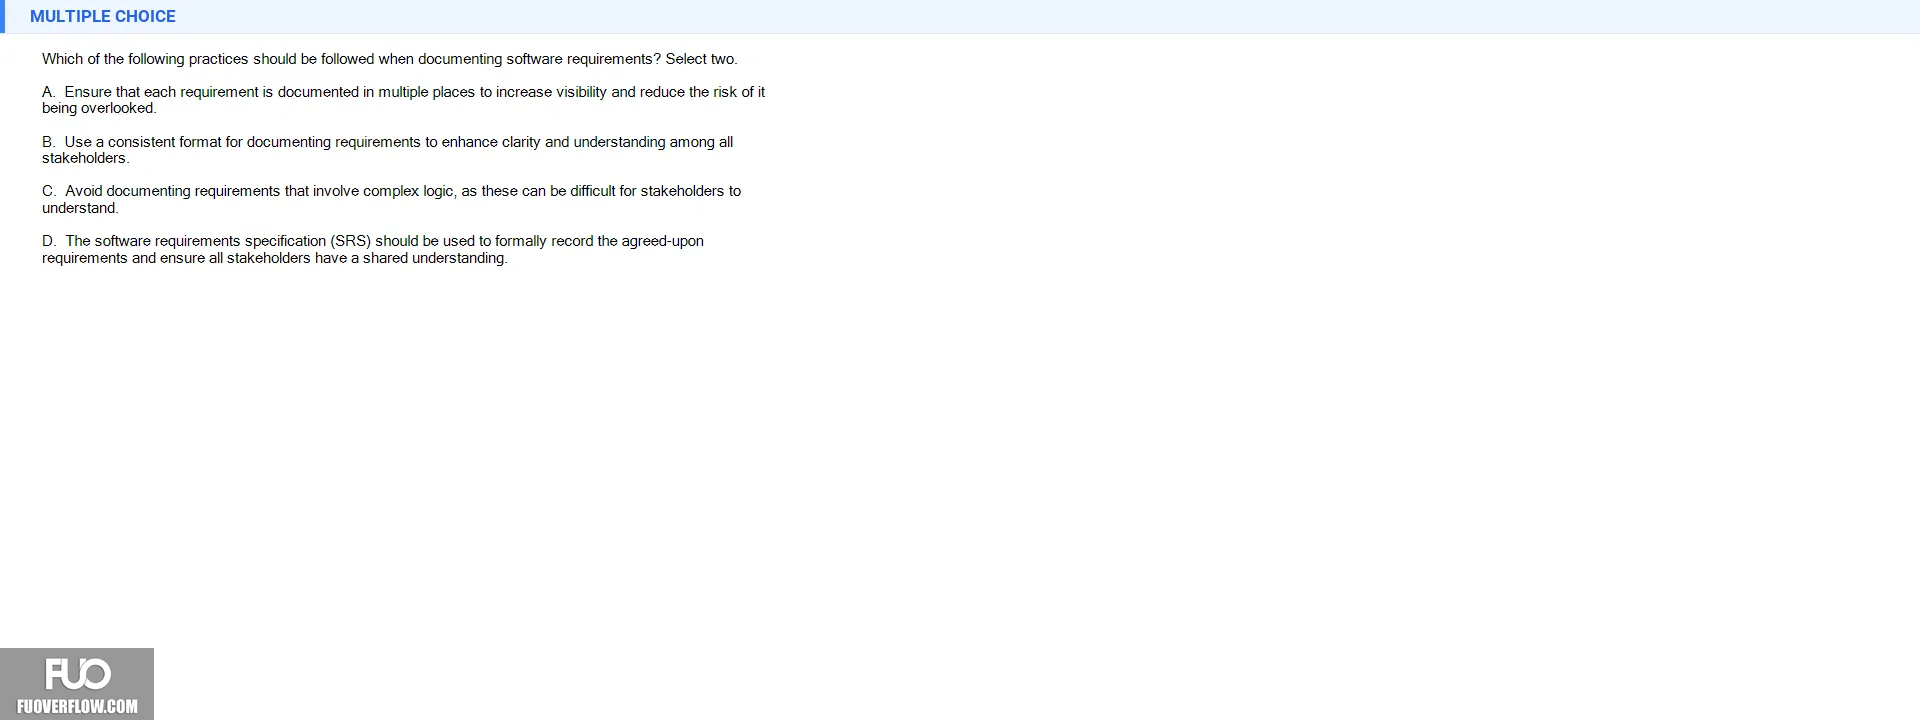 MULTIPLE CHOICE
Which of the following practices should be followed when documenting software requirements? Select two.
A.  Ensure that each requirement is documented in multiple places to increase visibility and reduce the risk of it
being overlooked.
B.  Use a consistent format for documenting requirements to enhance clarity and understanding among all
stakeholders.
C.  Avoid documenting requirements that involve complex logic, as these can be difficult for stakeholders to
understand.
D.  The software requirements specification (SRS) should be used to formally record the agreed-upon
requirements and ensure all stakeholders have a shared understanding.
FUO
FUOVERFLOW.COM